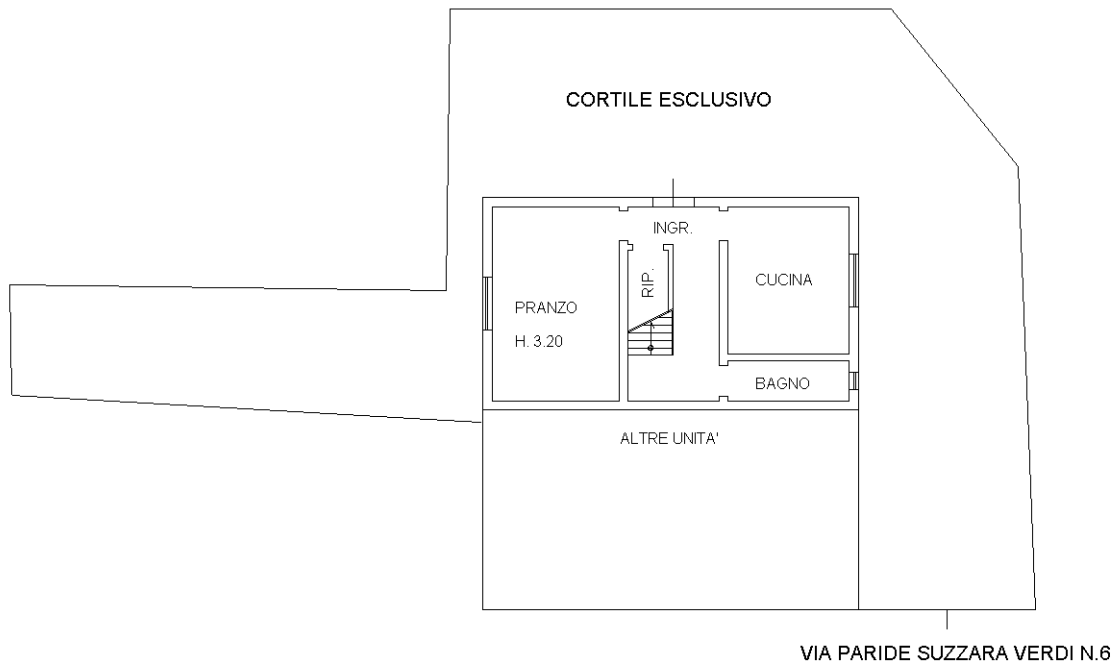 CORTILE ESCLUSIVO
INGR.
RIP.
CUCINA
PRANZO
H. 3.20
BAGNO
ALTRE UNITA'
VIA PARIDE SUZZARA VERDI N.6